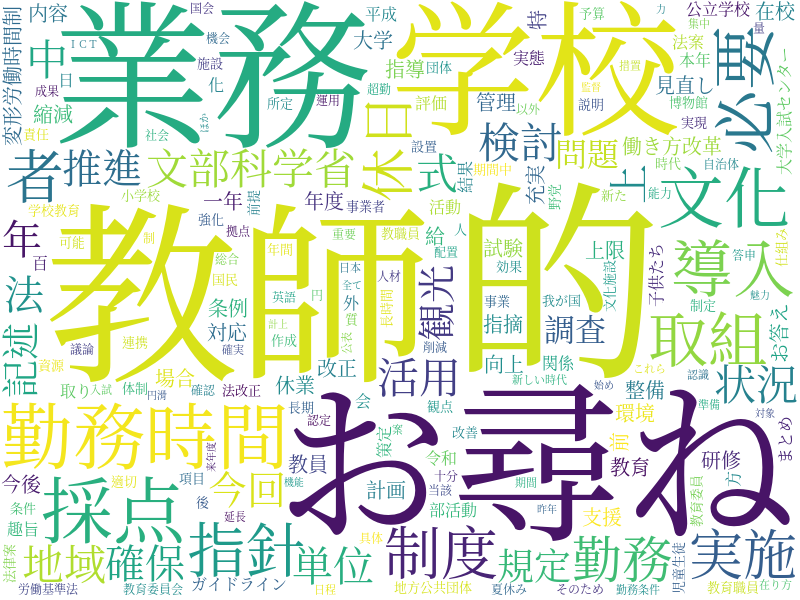 変形労働時間制
内容
ICT
国会
業務
学校
特
公立学校
予算
カ
集中
量
在校
平成
中
日
成果
縮減
責任
機会
施設
化
大学
指導
団体
超勤
所定
運用
ほか
社会
実態
以外
措置
監督
法案
本年
見直し
博物館
必要
大学入試センター
評価
管理
説明
実現
休日
設置
検討
問題
働き方改革
者
推進
文部科学省
式
結果
期間中
充実
上
時代
能力
自治体
文化
小学校
一年
年度
事業者
活動
野党
新た
学校教育
前提
強化
拠点
年
百
可能
制
総合
国民
年間
重要
教職員
給
人
配置
試験
効果
上限
子供たち
文化施設
答申
仕組み
導入
教師
的
法
記述
条例
対応
日本
全て
英語
円
外
人材
賃
長時間
観光
事業
我が国
指摘
制定
魅力
お答え
取組
資源
議論
連携
確実
計上
作成
公表
削減
調査
取り
入試
体制
円滑
場合
確認
法改正
休業
改正
活用
向上
関係
新しい時代
これら
認識
始め
状況
整備
準備
対象
長期
会
観点
認定
勤務時間
お尋ね
改善
案
策定
環境
前
まとめ
今後
適切
項目
後
来年度
機能
今回
教員
令和
十分
当該
期間
昨年
教育
研修
方
教育委員
条件
趣旨
採点
延長
計画
部活動
具体
支援
法律案
地域
確保
指針
単位
制度
規定
勤務
実施
児童生徒
労働基準法
教育委員会
ガイドライン
日程
地方公共団体
夏休み
そのため
勤務条件
教育職員
在り方